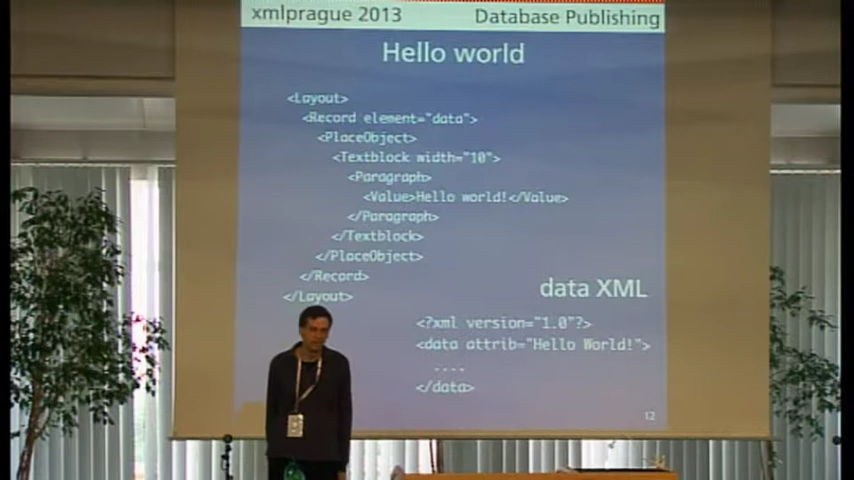 xmlprague 2013 Database Publishing
Hello world
<Layout>
<Record element="data">
<PlaceObject>
<Textblock width="10">
<Paragraph>
<Value>Hello world!</Value>
</Paragraph>
</Textblock>
</PlaceObject>
</Record>
</Layout>
data XML
<?xml version="1.0"?>
<data attrib="Hello World!">
....
</data>
12